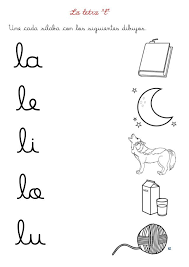 La letra "l"
Une cada sílaba con los siguientes dibujos.
la
le
li
lo
lu